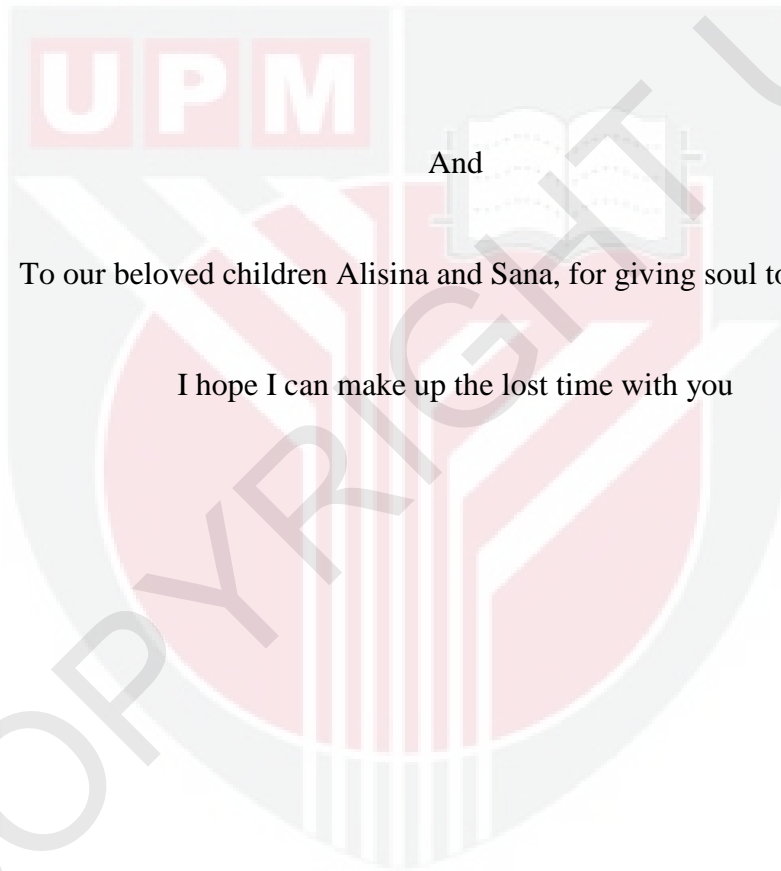 UPM
And
To our beloved children Alisina and Sana, for giving soul to
I hope I can make up the lost time with you
OPYRIGHT U